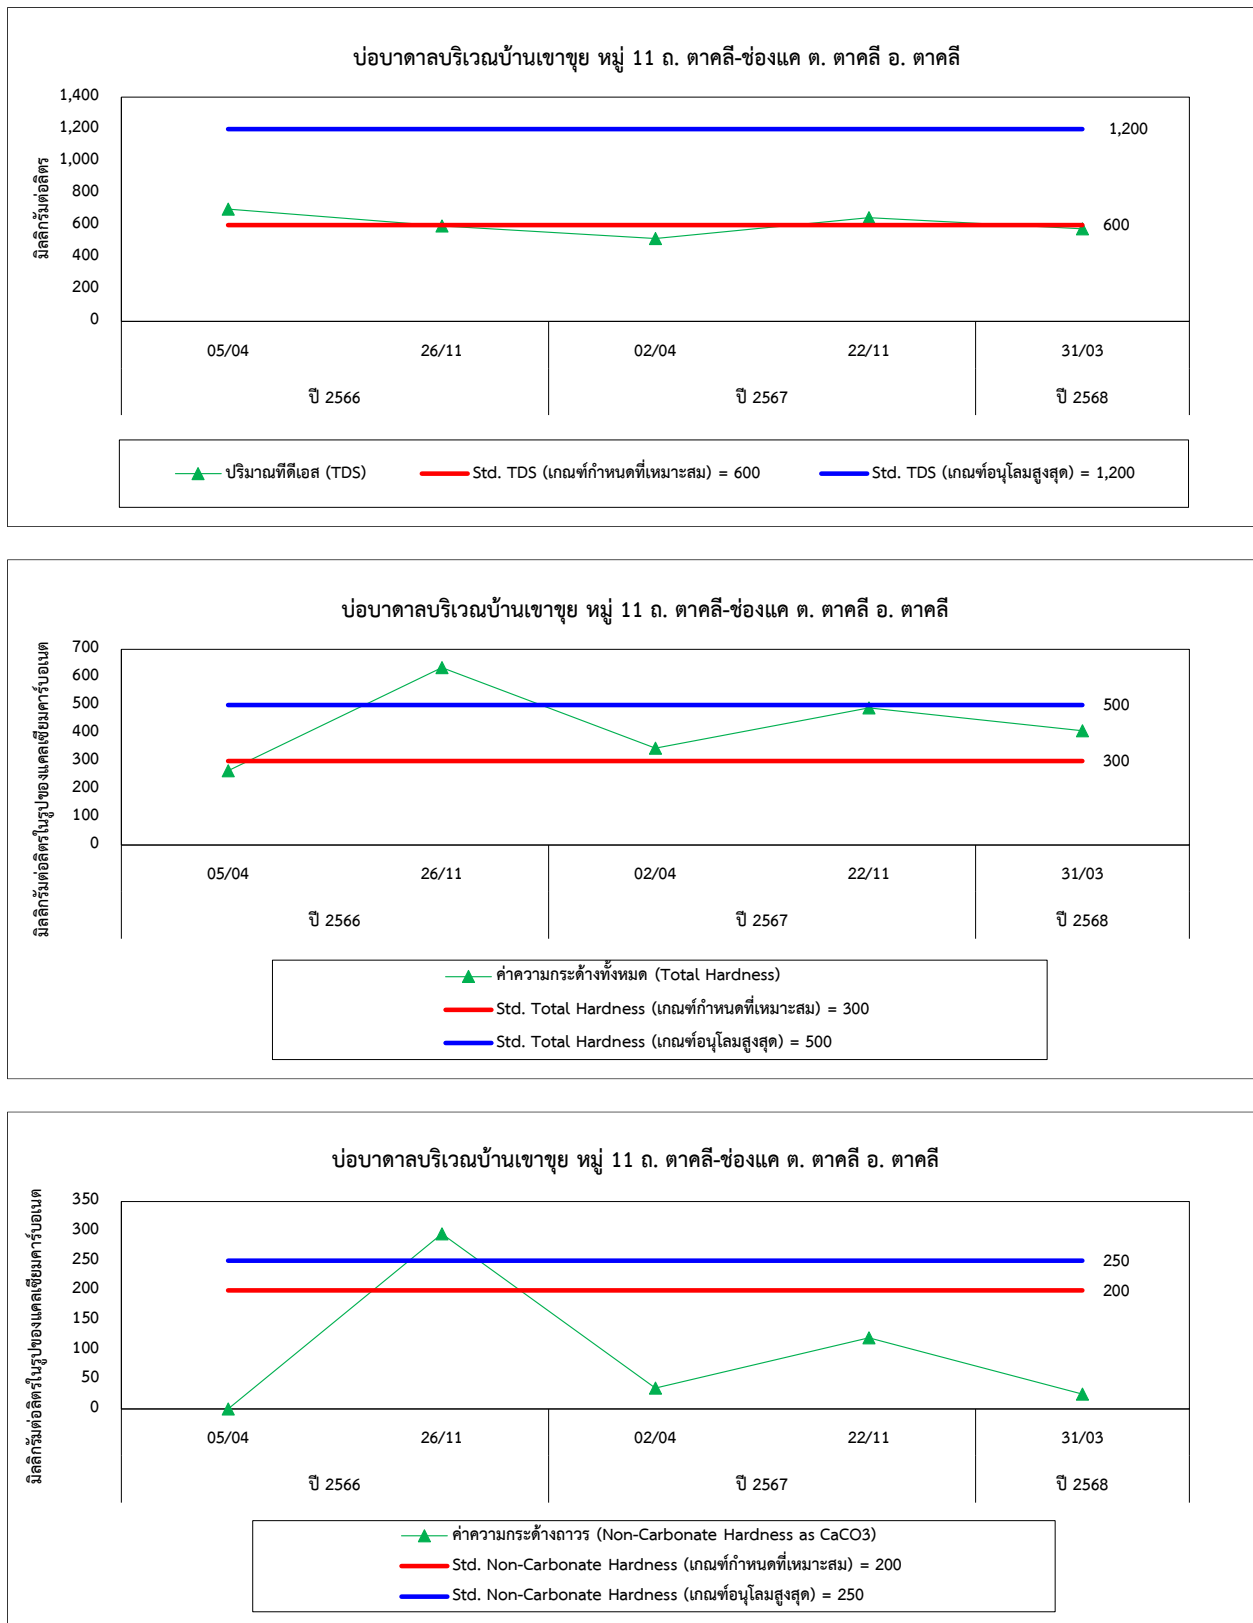 บ่อบาดาลบริเวณบ้านเขาขุย หมู่ 11 ถ. ตาคลี-ช่องแค ต. ตาคลี อ. ตาคลี
มิลลิกรัมต่อลิตร
1,400
1,200
1,000
800
600
400
200
0
1,200
600
05/04 26/11 02/04 22/11 31/03
ปี 2566 ปี 2567 ปี 2568
ปริมาณทีดีเอส (TDS) Std. TDS (เกณฑ์กำหนดที่เหมาะสม) = 600 Std. TDS (เกณฑ์อนุโลมสูงสุด) = 1,200
บ่อบาดาลบริเวณบ้านเขาขุย หมู่ 11 ถ. ตาคลี-ช่องแค ต. ตาคลี อ. ตาคลี
มิลลิกรัมต่อลิตรในรูปของแคลเซียมคาร์บอเนต
700
600
500
400
300
200
100
0
500
300
05/04 26/11 02/04 22/11 31/03
ปี 2566 ปี 2567 ปี 2568
ค่าความกระด้างทั้งหมด (Total Hardness)
Std. Total Hardness (เกณฑ์กำหนดที่เหมาะสม) = 300
Std. Total Hardness (เกณฑ์อนุโลมสูงสุด) = 500
บ่อบาดาลบริเวณบ้านเขาขุย หมู่ 11 ถ. ตาคลี-ช่องแค ต. ตาคลี อ. ตาคลี
มิลลิกรัมต่อลิตรในรูปของแคลเซียมคาร์บอเนต
350
300
250
200
150
100
50
0
250
200
05/04 26/11 02/04 22/11 31/03
ปี 2566 ปี 2567 ปี 2568
ค่าความกระด้างถาวร (Non-Carbonate Hardness as CaCO3)
Std. Non-Carbonate Hardness (เกณฑ์กำหนดที่เหมาะสม) = 200
Std. Non-Carbonate Hardness (เกณฑ์อนุโลมสูงสุด) = 250